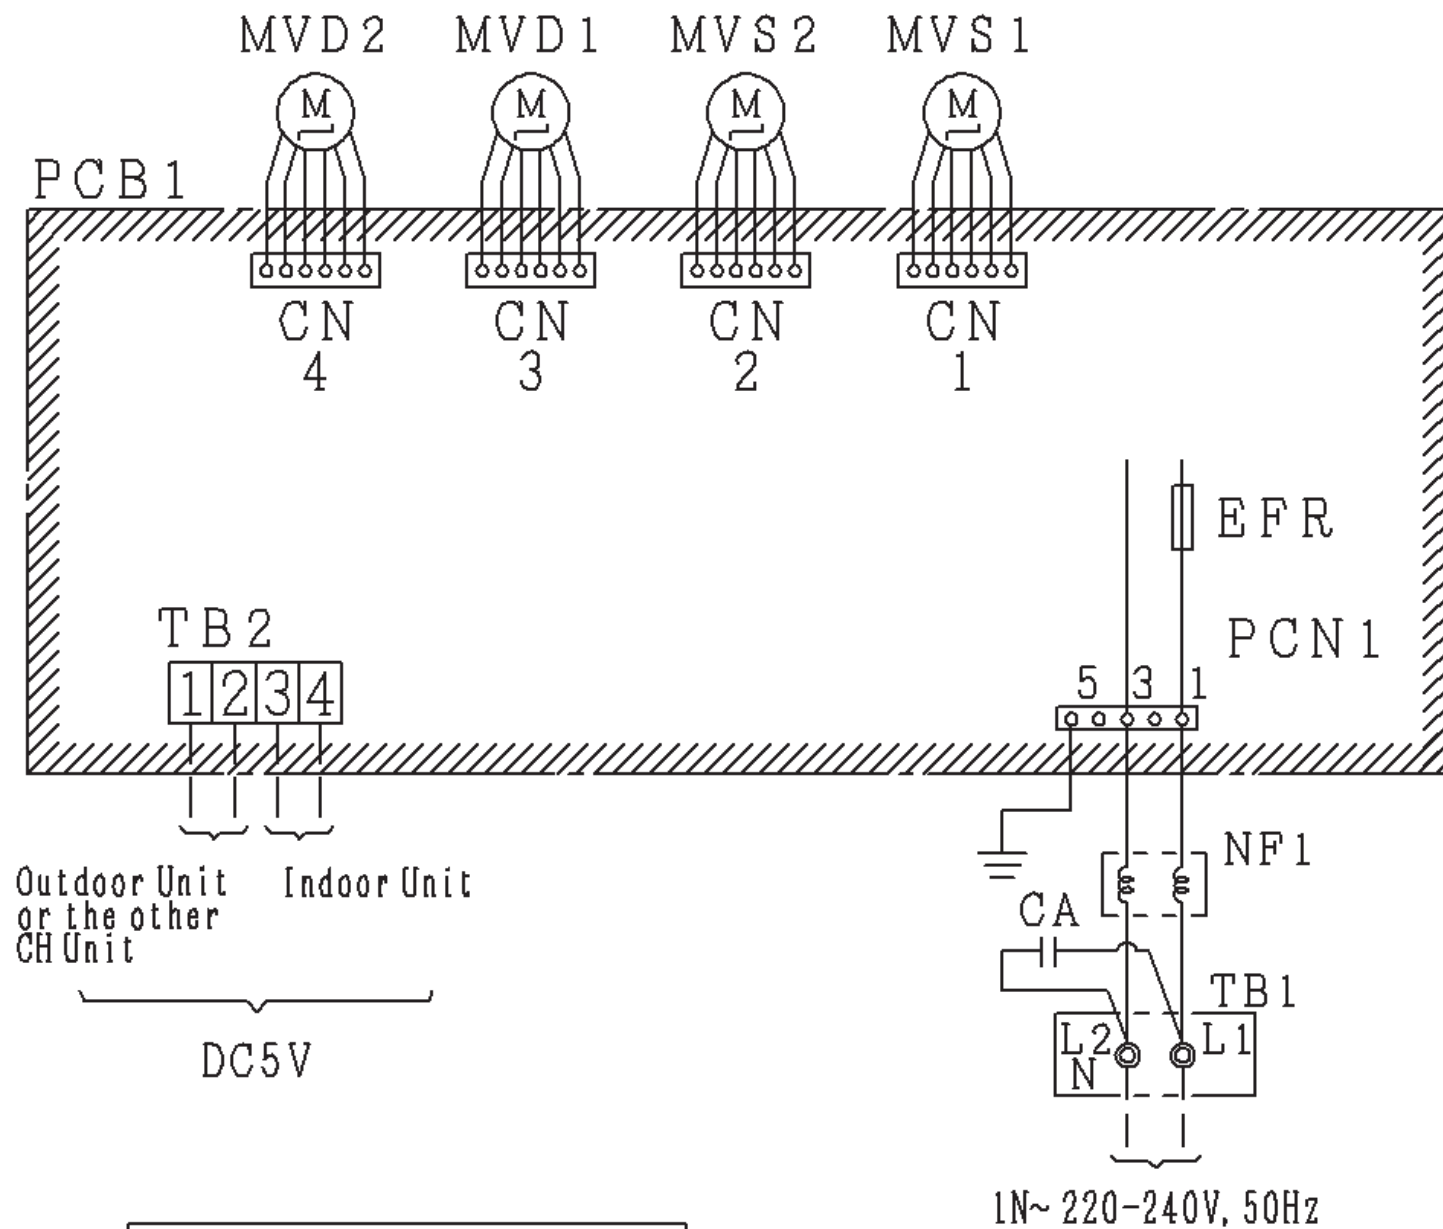 MVD2 MVD1 MVS2 MVS1
M M M M
PCB1
CN CN CN CN
4 3 2 1
EFR
TB2
PCN1
1 2 3 4
5 3 1
NF1
Outdoor Unit
or the other
CH Unit
Indoor Unit
CA
TB1
L2 L1
N
DC5V
1N~ 220-240V, 50Hz